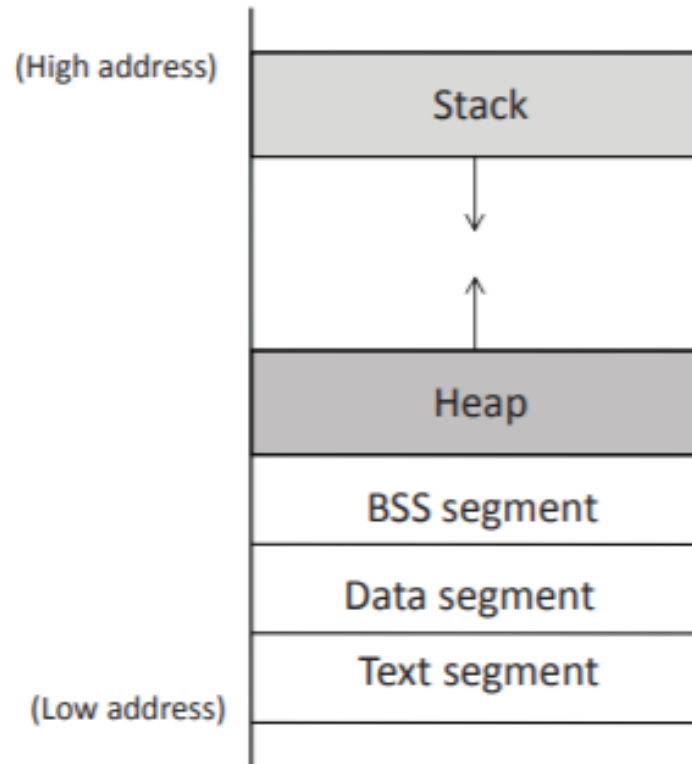 (High address)
Stack
Heap
BSS segment
Data segment
Text segment
(Low address)